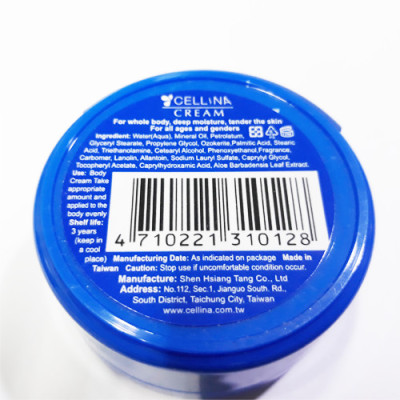 CELLINA
CREAM
For whole body, deep moisture, tender the skin
For all ages and genders
Ingredient: Water(Aqua), Mineral Oil, Petrolatum,
Glyceryl Stearate, Propylene Glycol, Ozokerite,Palmitic Acid, Stearic
Acid, Triethanolamine, Cetearyl Alcohol, Phenoxyethanol,Fragrance,
Carbomer, Lanolin, Allantoin, Sodium Lauryl Sulfate, Caprylyl Glycol,
Tocopheryl Acetate, Caprylhydroxamic Acid, Aloe Barbadensis Leaf Extract.
Use: Body
Cream Take
appropriate
amount and
applied to the
body evenly
Shelf life:
3 years
(keep in
a cool
place)
4 710221 310128
Manufacturing Date: As indicated on package Made in
Taiwan Caution: Stop use if uncomfortable condition occur.
Manufacture: Shen Hsiang Tang Co., Ltd
Address: No.112, Sec.1, Jianguo South. Rd.,
South District, Taichung City, Taiwan
www.cellina.com.tw